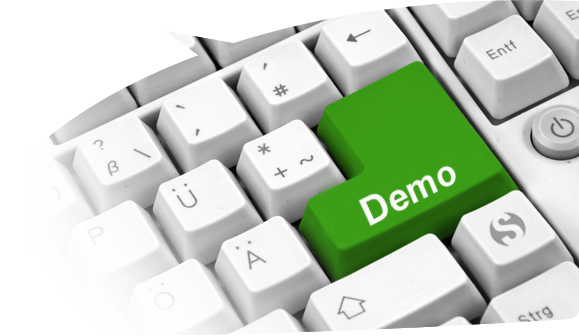 Entf
' #
` ´
? ß \
* + ~
Ü
Demo
P
Ä
Ö
Strg